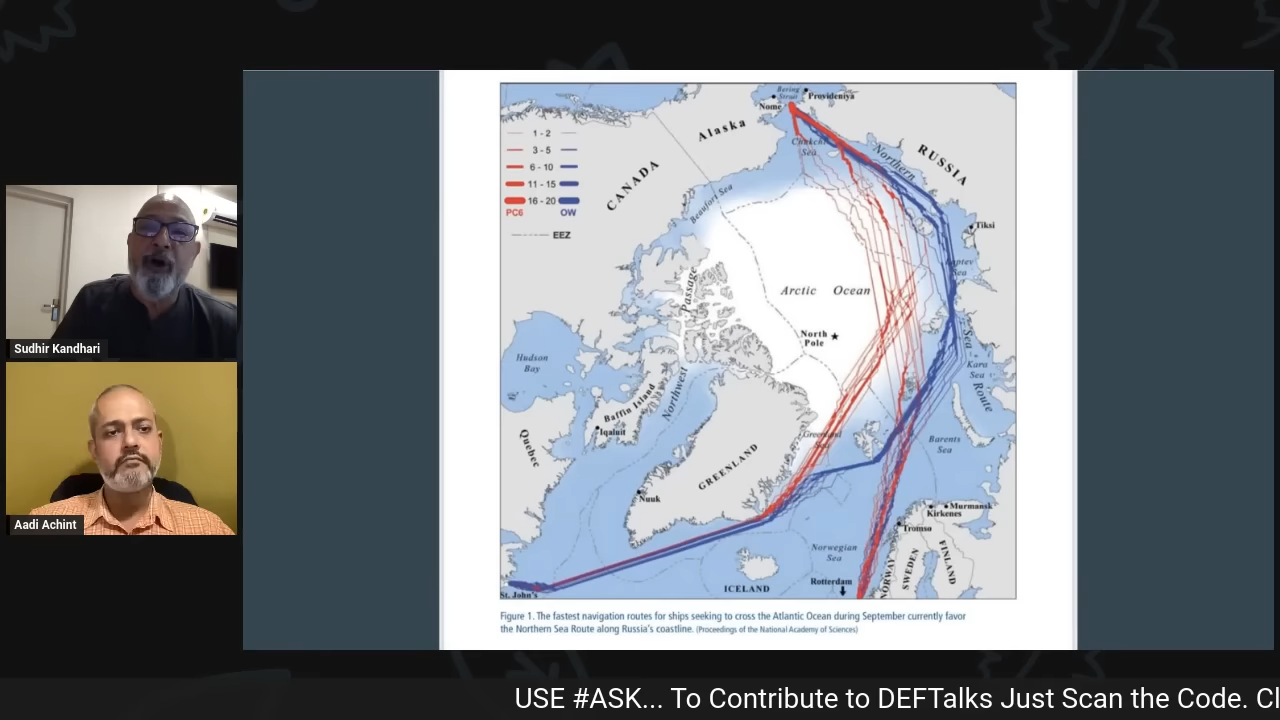 Bering
Strait
Provideniya
Nome
Alaska
CANADA
RUSSIA
Chukchi
Sea
Northern
1 - 2
3 - 5
6 - 10
11 - 15
16 - 20
PC6
OW
EEZ
Beaufort Sea
Tiksi
Laptev
Sea
Passage
Arctic Ocean
North
Pole
Sea
Kara
Sea
Route
Hudson
Bay
Northwest
Baffin Island
Iqaluit
Quebec
Greenland
Sea
Barents
Sea
GREENLAND
Nuuk
Murmansk
Kirkenes
Tromsø
Norwegian
Sea
NORWAY
SWEDEN
FINLAND
ICELAND
Rotterdam
St. John's
Figure 1. The fastest navigation routes for ships seeking to cross the Atlantic Ocean during September currently favor
the Northern Sea Route along Russia's coastline. (Proceedings of the National Academy of Sciences)
Sudhir Kandhari
Aadi Achint
USE #ASK... To Contribute to DEFTalks Just Scan the Code. Cl